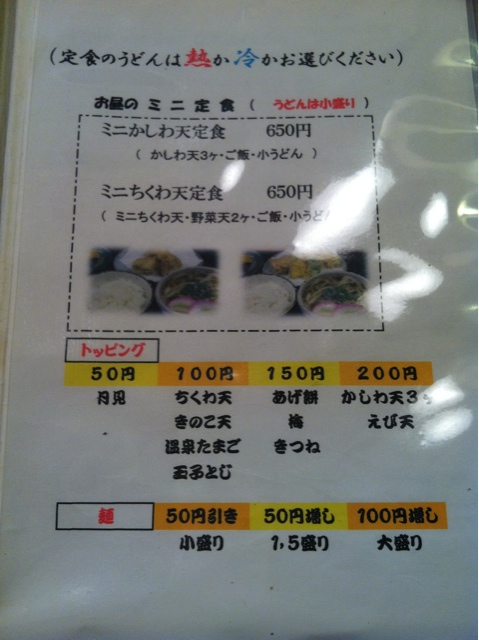 (定食のうどんは熱か冷かお選びください)
お昼の ミニ定食 ( うどんは小盛り )
ミニかしわ天定食 650円
( かしわ天3ヶ・ご飯・小うどん )
ミニちくわ天定食 650円
( ミニちくわ天・野菜天2ヶ・ご飯・小うどん
トッピング
50円 100円 150円 200円
月見 ちくわ天 あげ餅 かしわ天3ヶ
きのこ天 梅 えび天
温泉たまご きつね
玉子とじ
麺 50円引き 50円増し 100円増し
小盛り 1,5盛り 大盛り